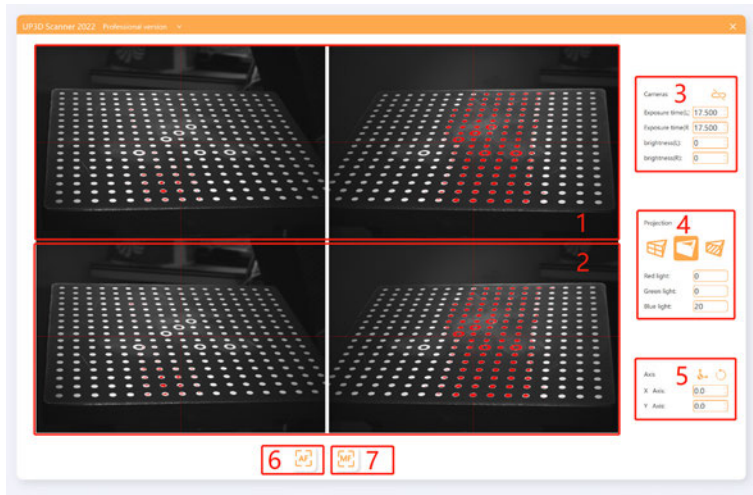 UP3D Scanner 2022 Professional version
1
2
Cameras 3
Exposure time(L): 17.500
Exposure time(R 17.500
brightness(L): 0
brightness(R): 0
Projection 4
Red light: 0
Green light: 0
Blue light: 20
Axis 5
X Axis: 0.0
Y Axis: 0.0
6 AF
MF 7